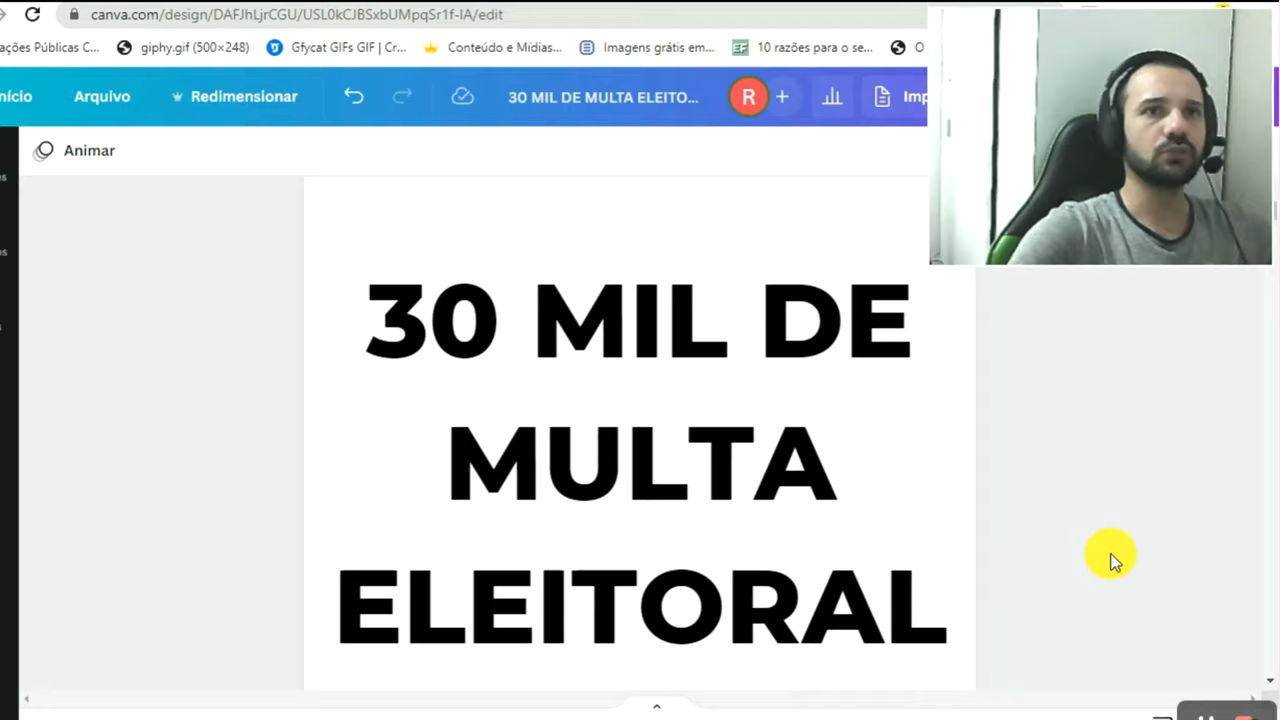 canva.com/design/DAFJhLjrCGU/USL0kCJBSxbUMpqSr1f-IA/edit
ações Públicas C... giphy.gif (500×248) Gfycat GIFs GIF | Cr... Conteúdo e Mídias... Imagens grátis em... EF 10 razões para o se... O
nício Arquivo Redimensionar 30 MIL DE MULTA ELEITO... R + Imp
Animar
30 MIL DE
MULTA
ELEITORAL